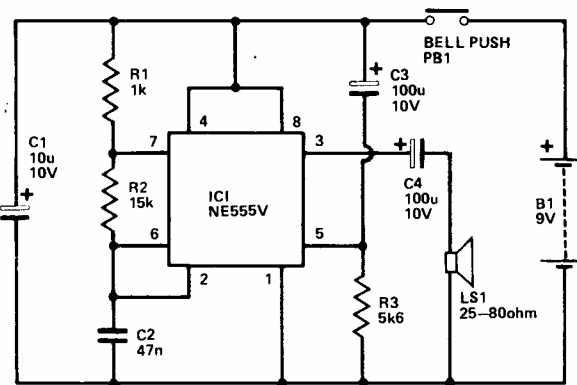 BELL PUSH
PB1
R1
1k
C3
100u
10V
4
8
7
3
C1
10u
10V
R2
15k
IC1
NE555V
C4
100u
10V
B1
9V
6
5
2
1
C2
47n
R3
5k6
LS1
25–80ohm